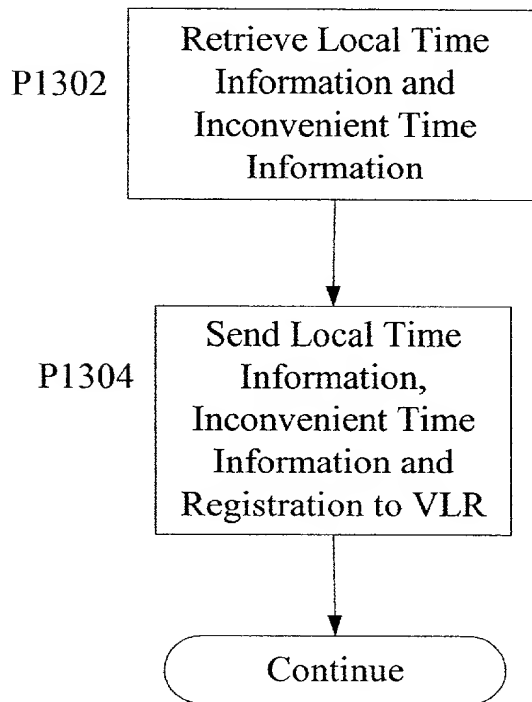 Retrieve Local Time
P1302
Information and
Inconvenient Time
Information
Send Local Time
P1304
Information,
Inconvenient Time
Information and
Registration to VLR
Continue